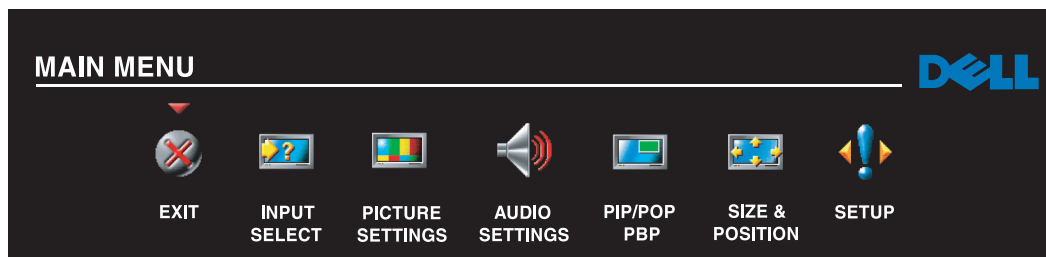 MAIN MENU
DELL
?
EXIT
INPUT
SELECT
PICTURE
SETTINGS
AUDIO
SETTINGS
PIP/POP
PBP
SIZE &
POSITION
SETUP